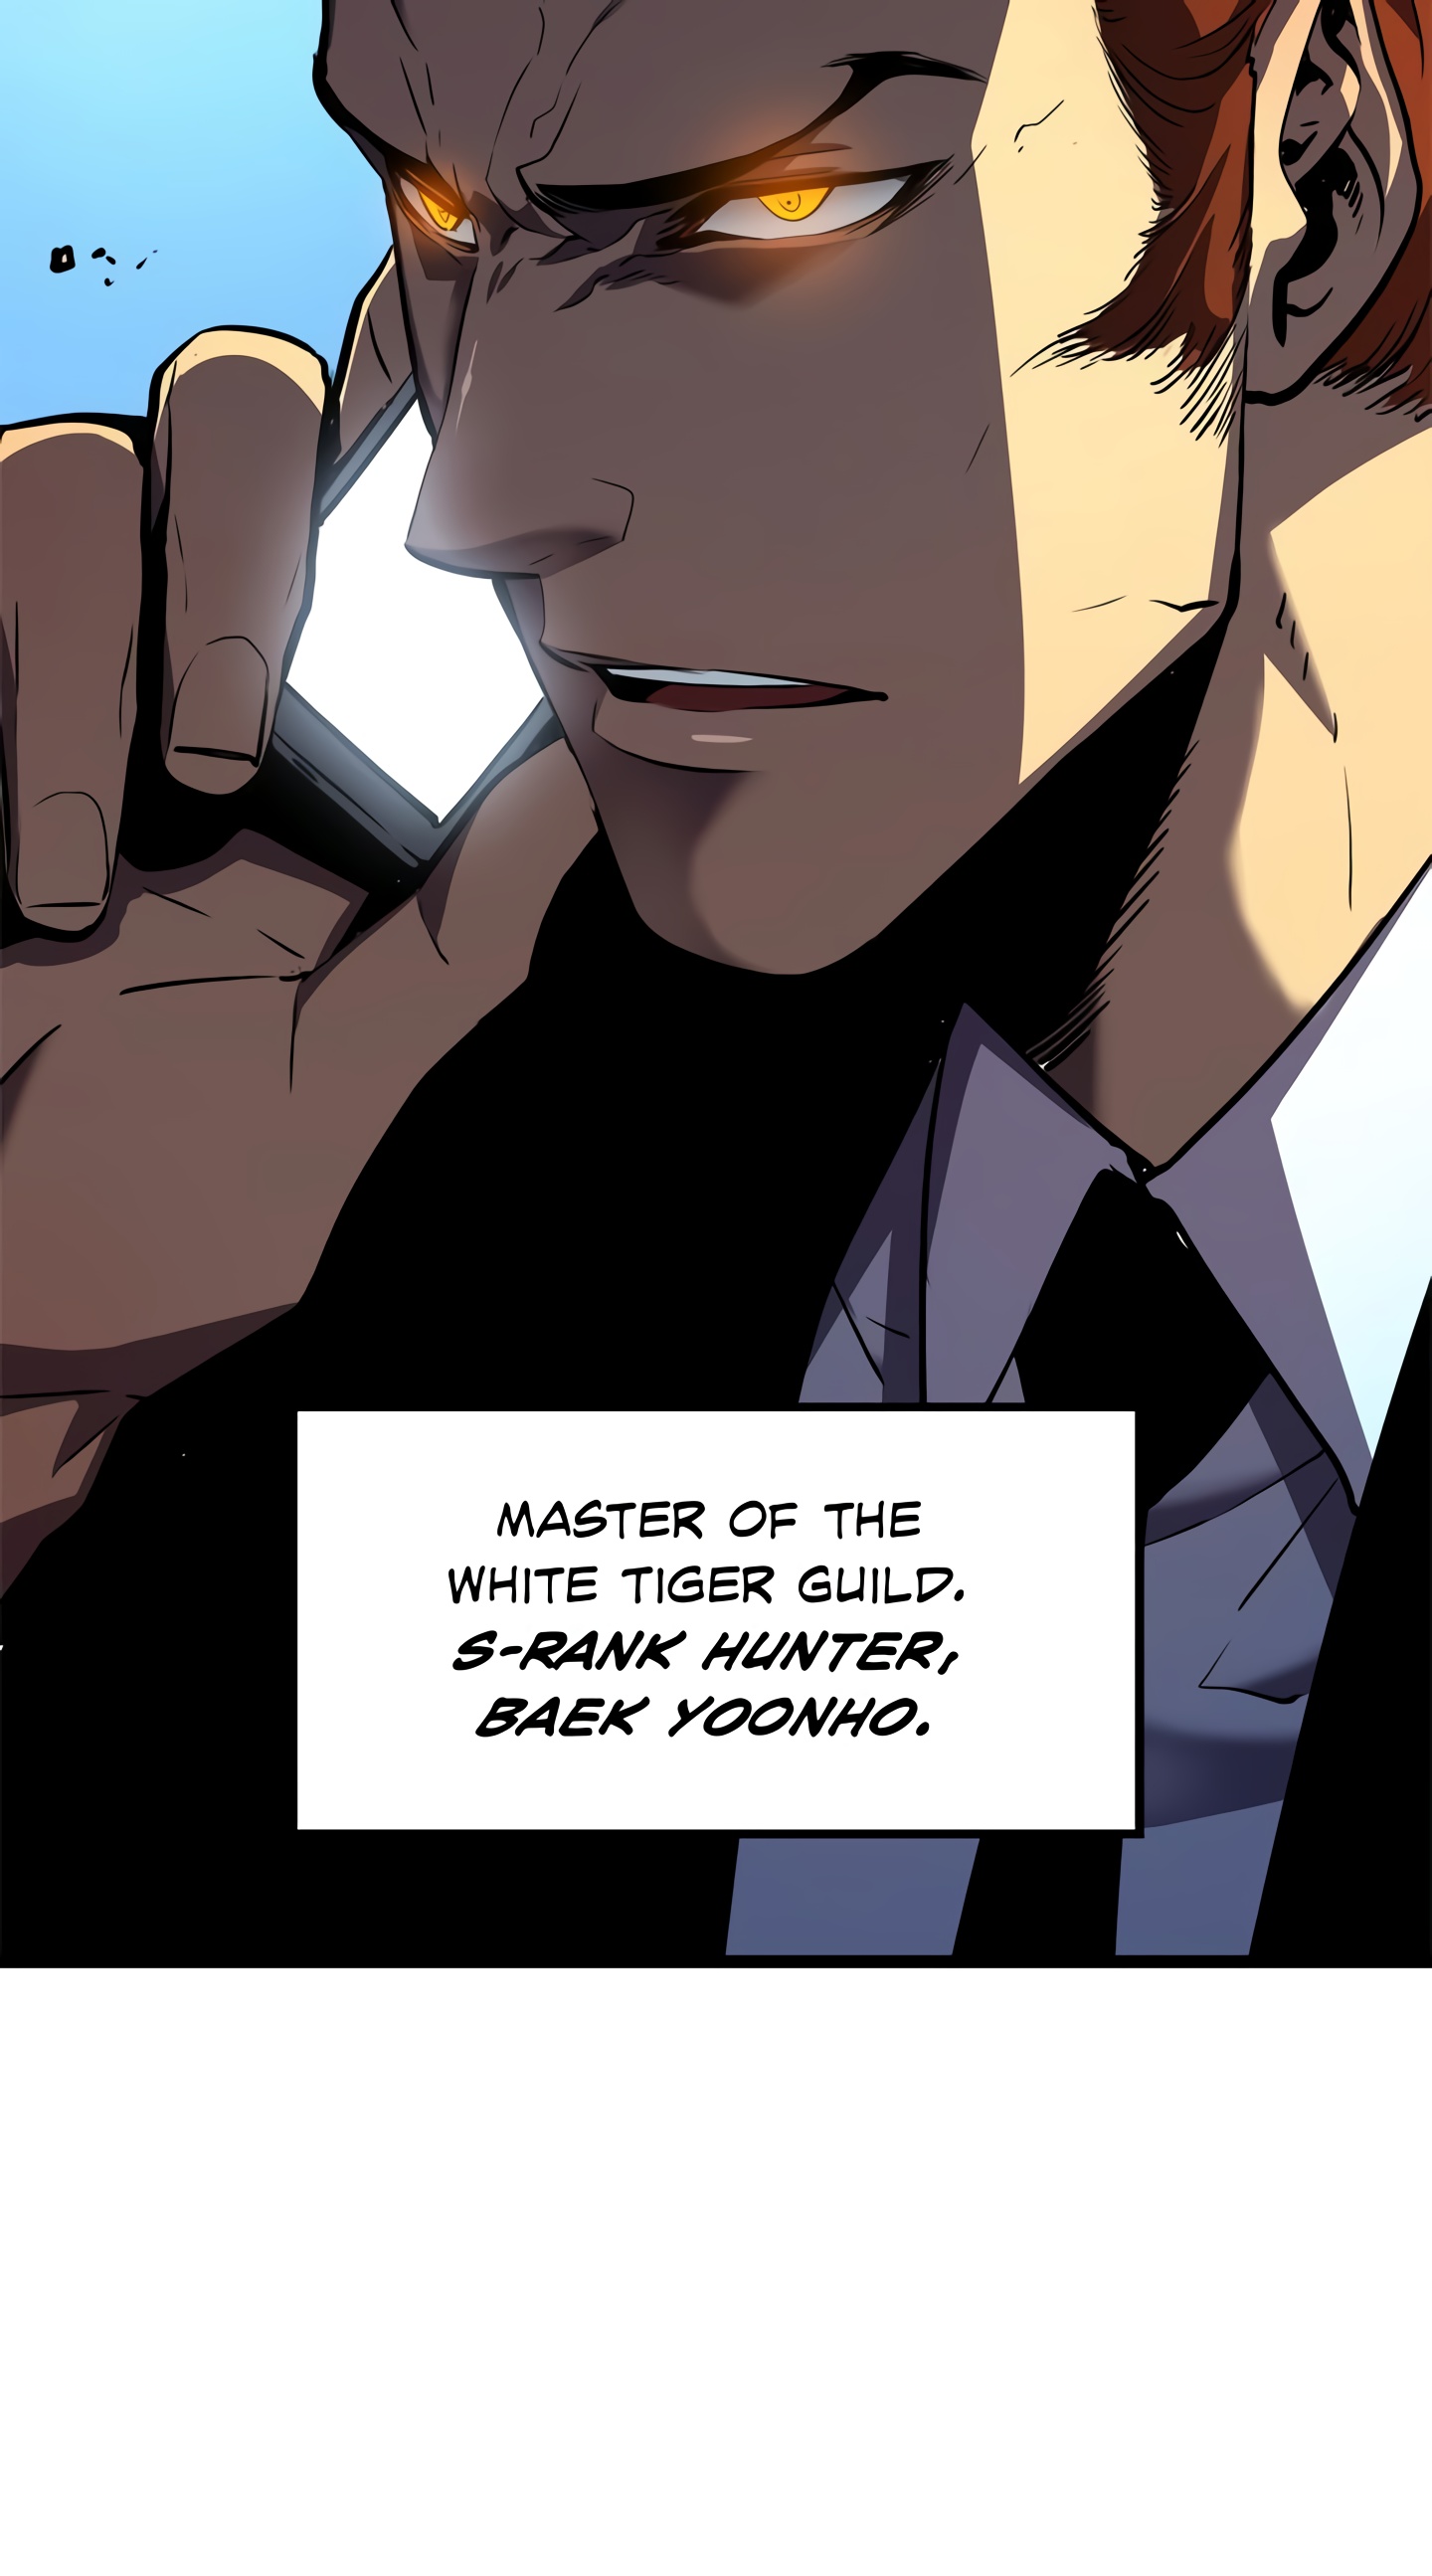 MASTER OF THE
WHITE TIGER GUILD.
S-RANK HUNTER,
BAEK YOONHO.